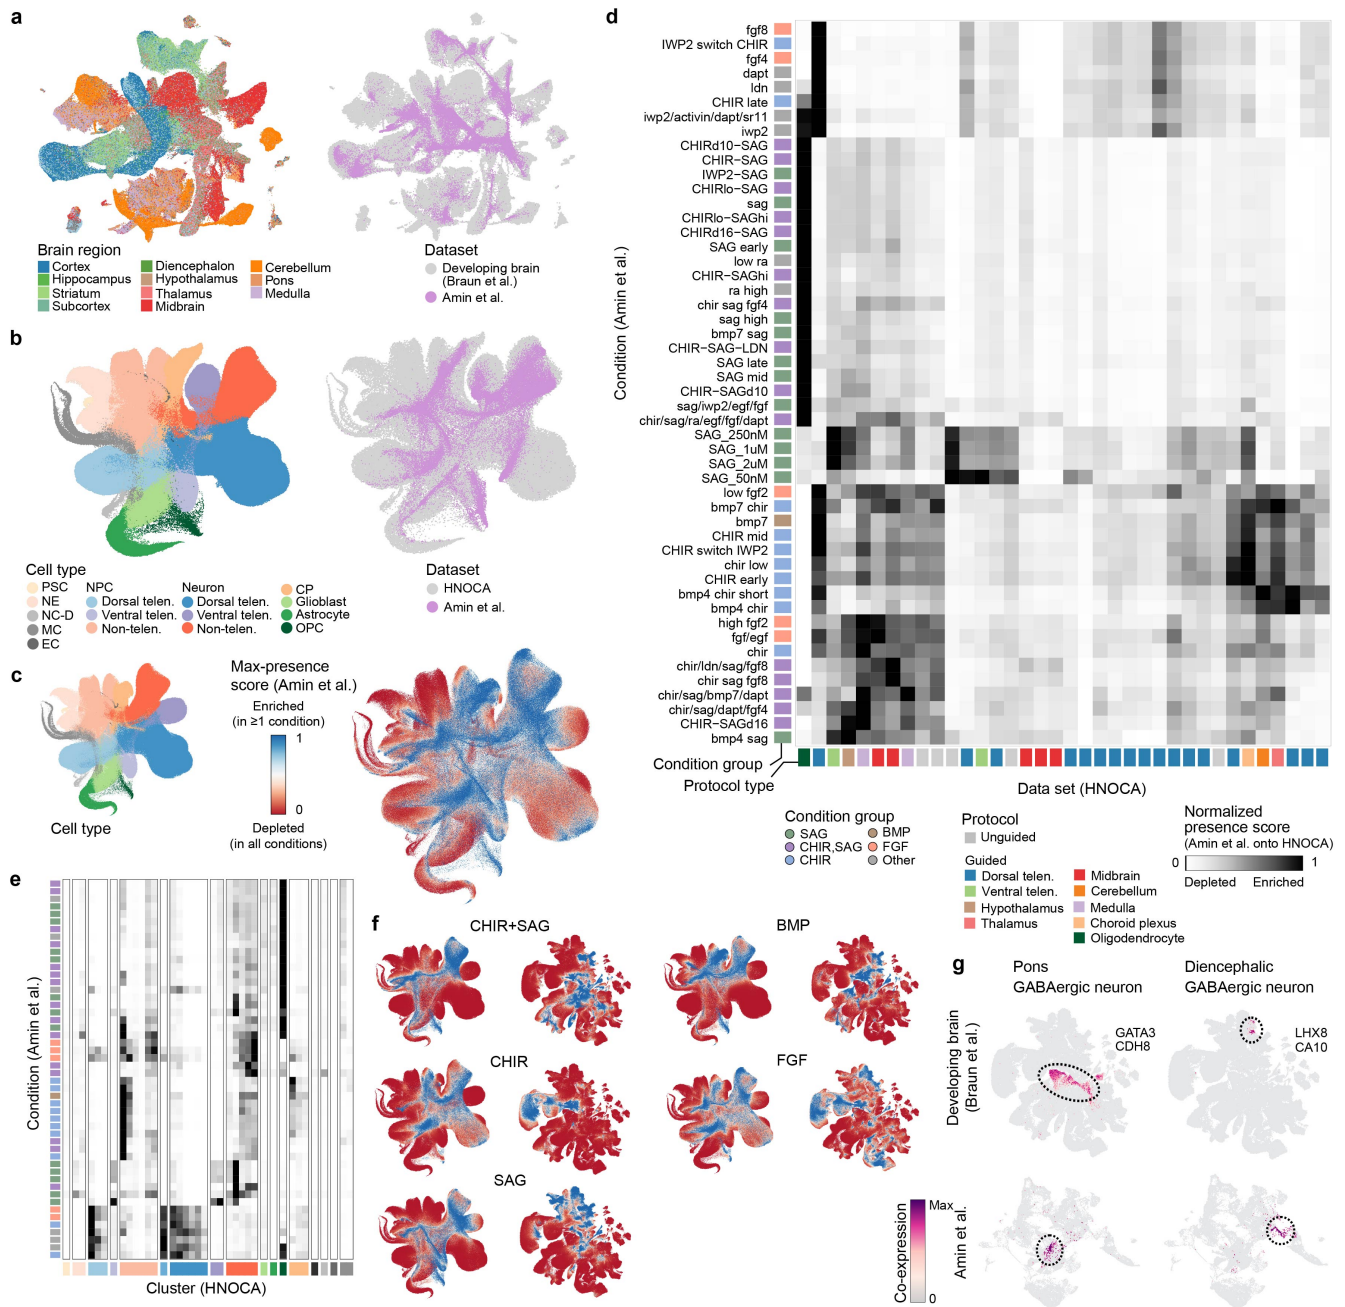 a
Brain region
Cortex
Hippocampus
Striatum
Subcortex
Diencephalon
Hypothalamus
Thalamus
Midbrain
Cerebellum
Pons
Medulla
Dataset
Developing brain
(Braun et al.)
Amin et al.
b
Cell type
PSC
NE
NC-D
MC
EC
NPC
Dorsal telen.
Ventral telen.
Non-telen.
Neuron
Dorsal telen.
Ventral telen.
Non-telen.
CP
Glioblast
Astrocyte
OPC
Dataset
HNOCA
Amin et al.
c
Cell type
Max-presence
score (Amin et al.)
Enriched
(in ≥1 condition)
1
0
Depleted
(in all conditions)
d
Condition (Amin et al.)
fgf8
IWP2 switch CHIR
fgf4
dapt
ldn
CHIR late
iwp2/activin/dapt/sr11
iwp2
CHIRd10−SAG
CHIR−SAG
IWP2−SAG
CHIRlo−SAG
sag
CHIRlo−SAGhi
CHIRd16−SAG
SAG early
low ra
CHIR−SAGhi
ra high
chir sag fgf4
sag high
bmp7 sag
CHIR−SAG−LDN
SAG late
SAG mid
CHIR−SAGd10
sag/iwp2/egf/fgf
chir/sag/ra/egf/fgf/dapt
SAG_250nM
SAG_1uM
SAG_2uM
SAG_50nM
low fgf2
bmp7 chir
bmp7
CHIR mid
CHIR switch IWP2
chir low
CHIR early
bmp4 chir short
bmp4 chir
high fgf2
fgf/egf
chir
chir/ldn/sag/fgf8
chir sag fgf8
chir/sag/bmp7/dapt
chir/sag/dapt/fgf4
CHIR−SAGd16
bmp4 sag
Condition group
Protocol type
Data set (HNOCA)
Condition group
SAG
CHIR,SAG
CHIR
BMP
FGF
Other
Protocol
Unguided
Guided
Dorsal telen.
Ventral telen.
Hypothalamus
Thalamus
Midbrain
Cerebellum
Medulla
Choroid plexus
Oligodendrocyte
Normalized
presence score
(Amin et al. onto HNOCA)
0
1
Depleted
Enriched
e
Condition (Amin et al.)
Cluster (HNOCA)
f
CHIR+SAG
BMP
CHIR
FGF
SAG
g
Pons
GABAergic neuron
Diencephalic
GABAergic neuron
Developing brain
(Braun et al.)
GATA3
CDH8
LHX8
CA10
Amin et al.
Co-expression
Max
0